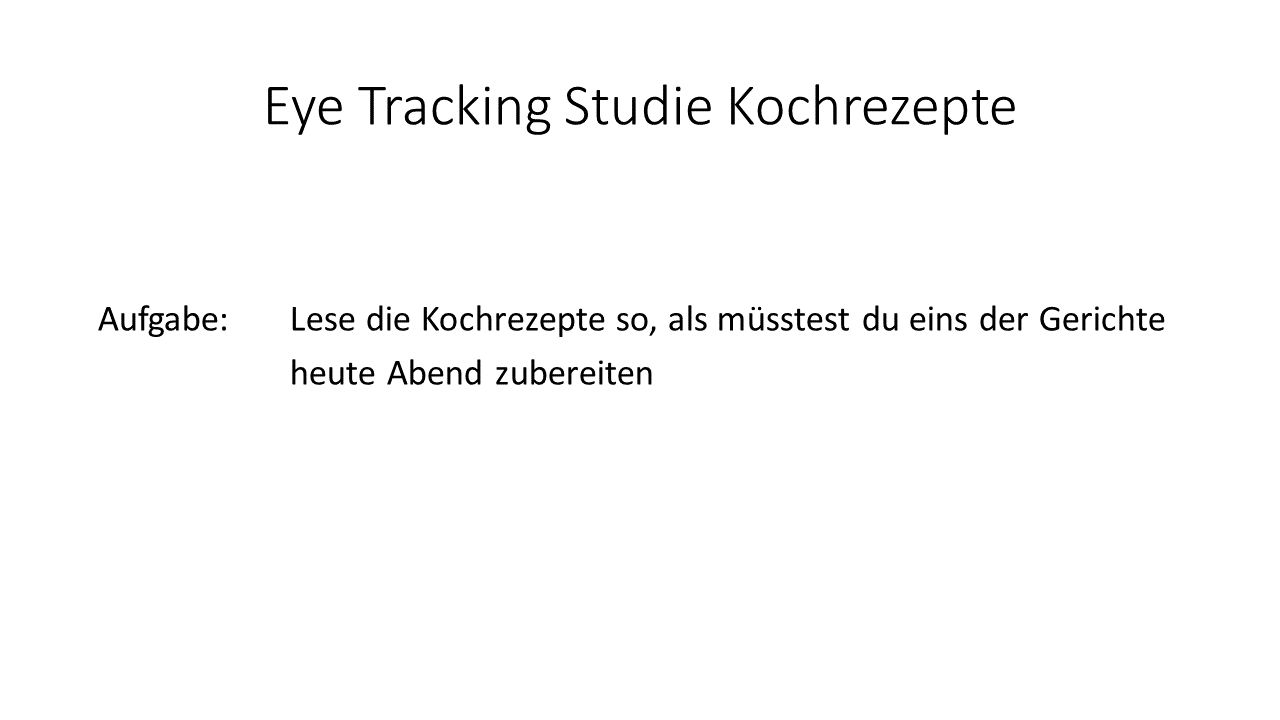 Eye Tracking Studie Kochrezepte
Aufgabe: Lese die Kochrezepte so, als müsstest du eins der Gerichte
heute Abend zubereiten